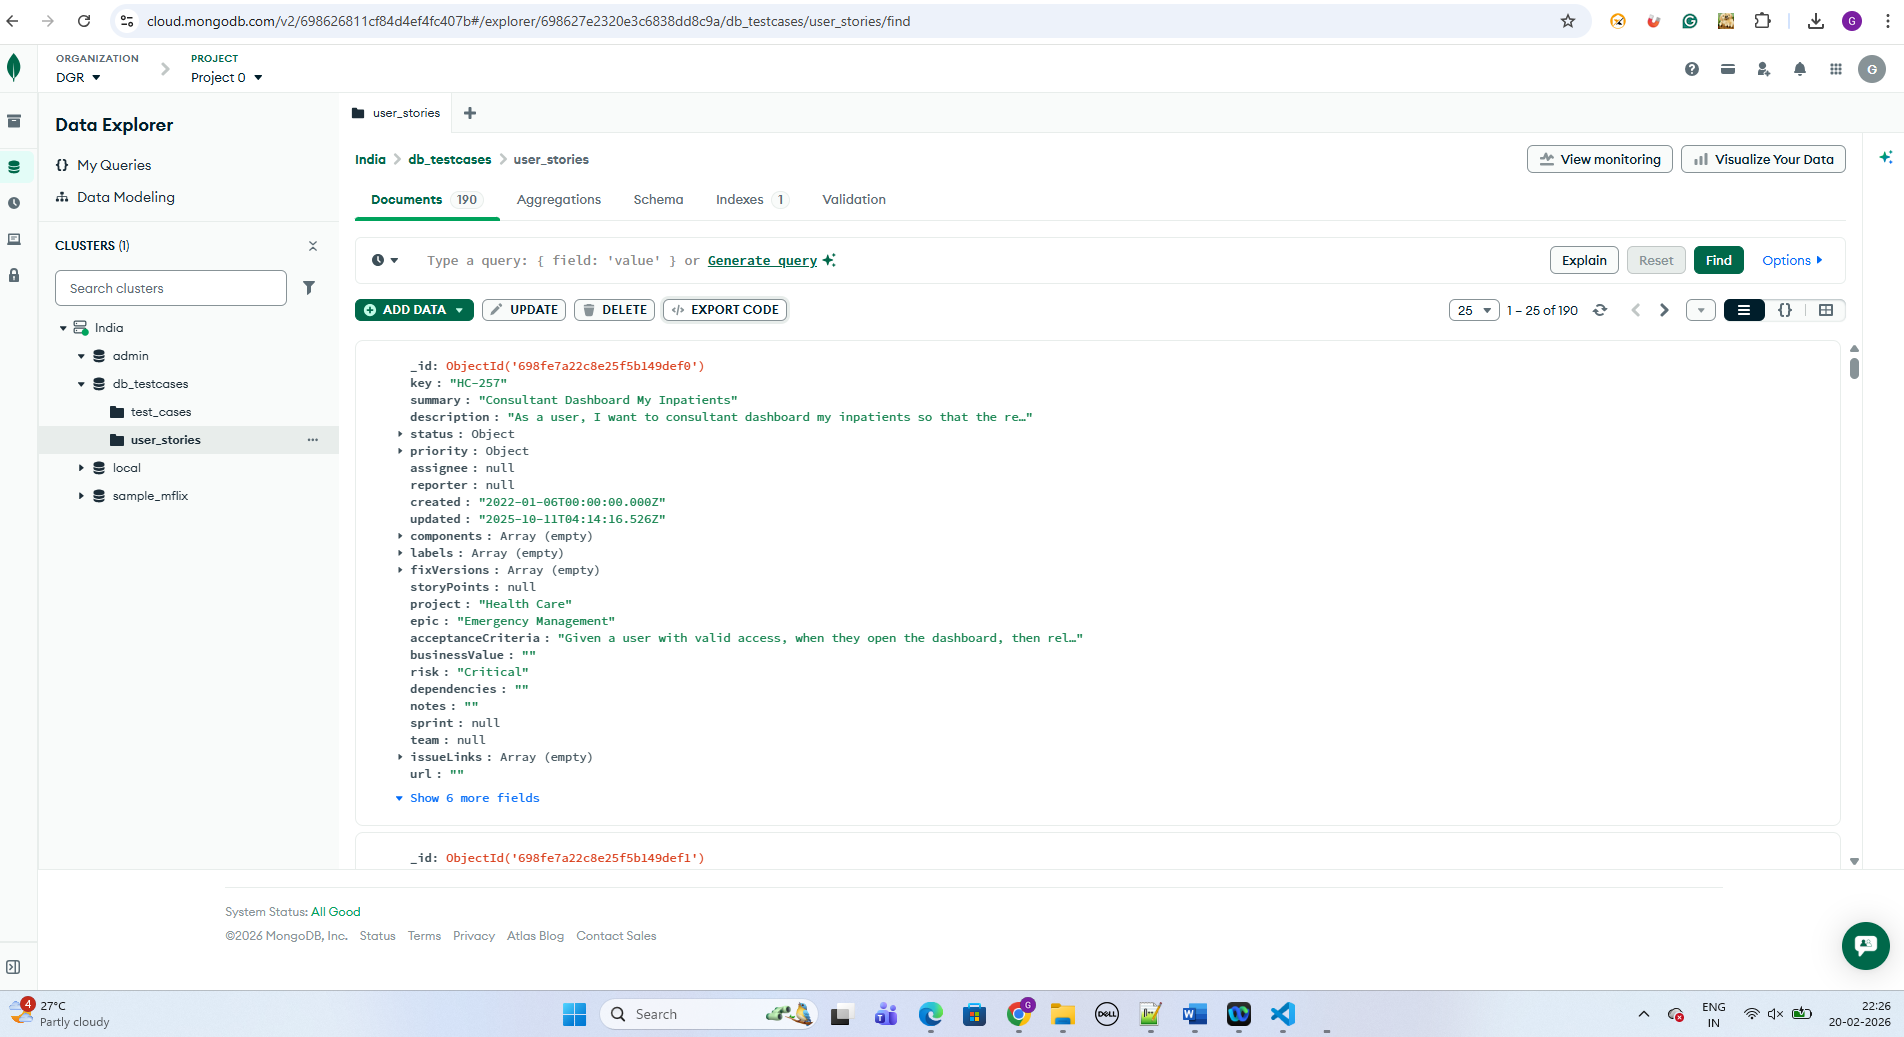 cloud.mongodb.com/v2/698626811cf84d4ef4fc407b#/explorer/698627e2320e3c6838dd8c9a/db_testcases/user_stories/find
G
ORGANIZATION
DGR
PROJECT
Project 0
G
Data Explorer
My Queries
Data Modeling
CLUSTERS (1)
Search clusters
India
admin
db_testcases
test_cases
user_stories
local
sample_mflix
user_stories
India
db_testcases
user_stories
View monitoring
Visualize Your Data
Documents 190
Aggregations
Schema
Indexes 1
Validation
Type a query: { field: 'value' } or Generate query
Explain
Reset
Find
Options
ADD DATA
UPDATE
DELETE
EXPORT CODE
25
1 – 25 of 190
{}
_id: ObjectId('698fe7a22c8e25f5b149def0')
key : "HC-257"
summary : "Consultant Dashboard My Inpatients"
description : "As a user, I want to consultant dashboard my inpatients so that the re…"
status : Object
priority : Object
assignee : null
reporter : null
created : "2022-01-06T00:00:00.000Z"
updated : "2025-10-11T04:14:16.526Z"
components : Array (empty)
labels : Array (empty)
fixVersions : Array (empty)
storyPoints : null
project : "Health Care"
epic : "Emergency Management"
acceptanceCriteria : "Given a user with valid access, when they open the dashboard, then rel…"
businessValue : ""
risk : "Critical"
dependencies : ""
notes : ""
sprint : null
team : null
issueLinks : Array (empty)
url : ""
Show 6 more fields
_id: ObjectId('698fe7a22c8e25f5b149def1')
System Status: All Good
©2026 MongoDB, Inc.
Status
Terms
Privacy
Atlas Blog
Contact Sales
4
27°C
Partly cloudy
Search
T
G
DELL
W
ENG
IN
22:26
20-02-2026